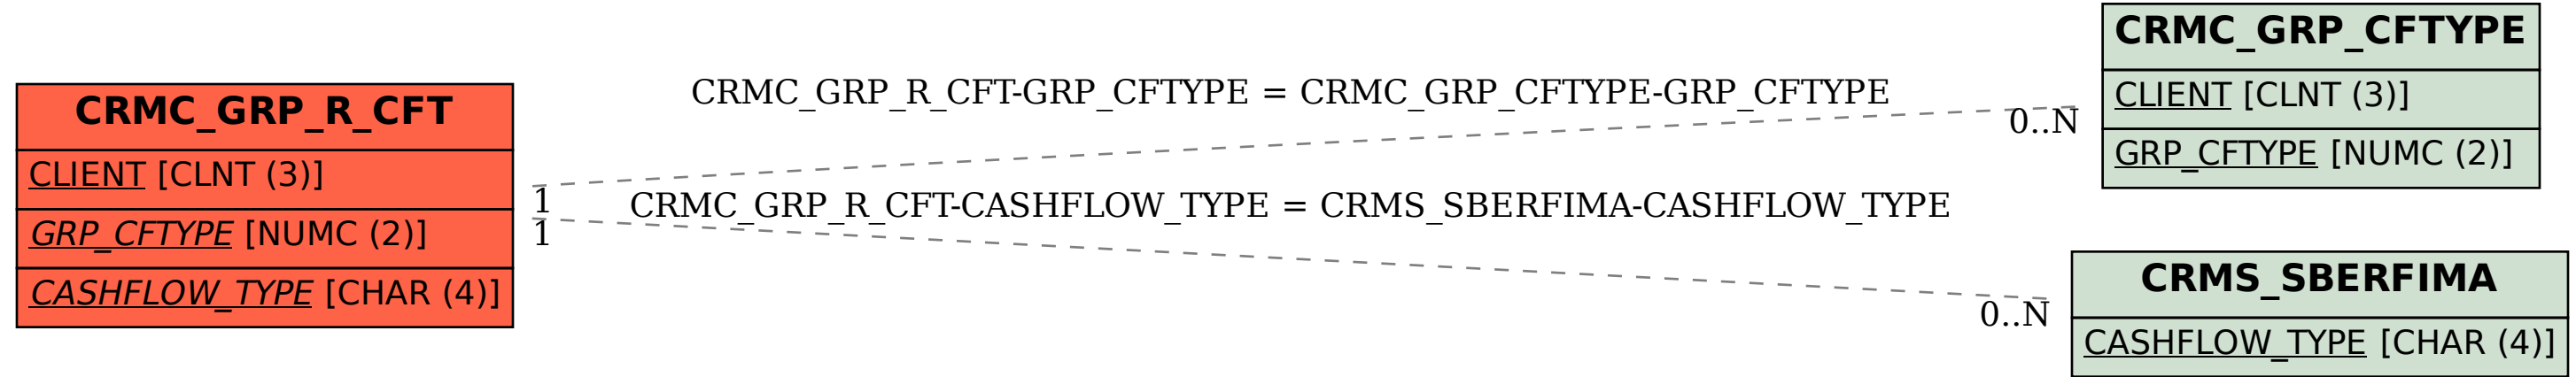 CRMC_GRP_R_CFT
CLIENT [CLNT (3)]
GRP_CFTYPE [NUMC (2)]
CASHFLOW_TYPE [CHAR (4)]
CRMC_GRP_R_CFT-GRP_CFTYPE = CRMC_GRP_CFTYPE-GRP_CFTYPE
0..N
1
CRMC_GRP_R_CFT-CASHFLOW_TYPE = CRMS_SBERFIMA-CASHFLOW_TYPE
1
0..N
CRMC_GRP_CFTYPE
CLIENT [CLNT (3)]
GRP_CFTYPE [NUMC (2)]
CRMS_SBERFIMA
CASHFLOW_TYPE [CHAR (4)]